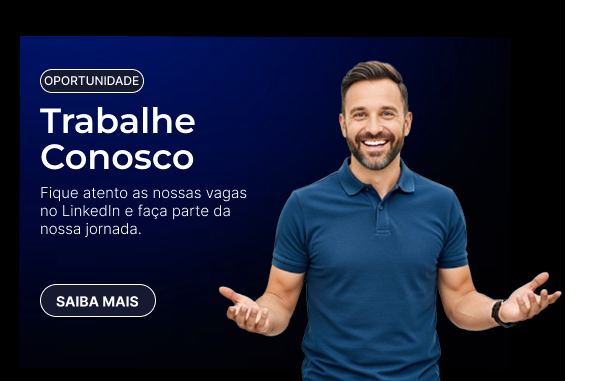 OPORTUNIDADE
Trabalhe
Conosco
Fique atento as nossas vagas
no LinkedIn e faça parte da
nossa jornada.
SAIBA MAIS